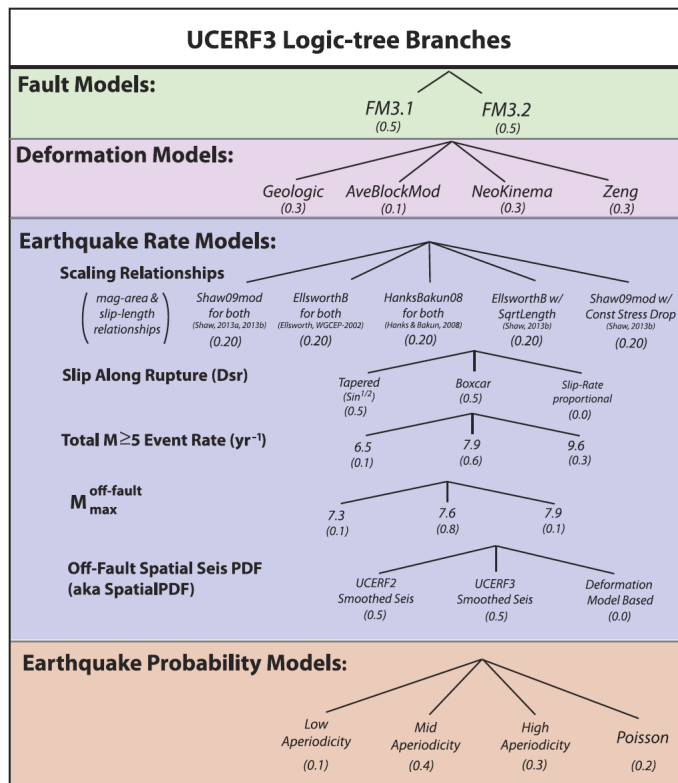 UCERF3 Logic-tree Branches
Fault Models:
FM3.1 FM3.2
(0.5) (0.5)
Deformation Models:
Geologic AveBlockMod NeoKinema Zeng
(0.3) (0.1) (0.3) (0.3)
Earthquake Rate Models:
Scaling Relationships
(mag-area & slip-length relationships)
Shaw09mod for both (Shaw, 2013a, 2013b) (0.20)
EllsworthB for both (Ellsworth, WGCEP-2002) (0.20)
HanksBakun08 for both (Hanks & Bakun, 2008) (0.20)
EllsworthB w/ SqrtLength (Shaw, 2013b) (0.20)
Shaw09mod w/ Const Stress Drop (Shaw, 2013b) (0.20)
Slip Along Rupture (Dsr)
Tapered (Sin^1/2) (0.5)
Boxcar (0.5)
Slip-Rate proportional (0.0)
Total M≥5 Event Rate (yr⁻¹)
6.5 7.9 9.6
(0.1) (0.6) (0.3)
M max off-fault
7.3 7.6 7.9
(0.1) (0.8) (0.1)
Off-Fault Spatial Seis PDF
(aka SpatialPDF)
UCERF2 Smoothed Seis (0.5)
UCERF3 Smoothed Seis (0.5)
Deformation Model Based (0.0)
Earthquake Probability Models:
Low Aperiodicity (0.1)
Mid Aperiodicity (0.4)
High Aperiodicity (0.3)
Poisson (0.2)